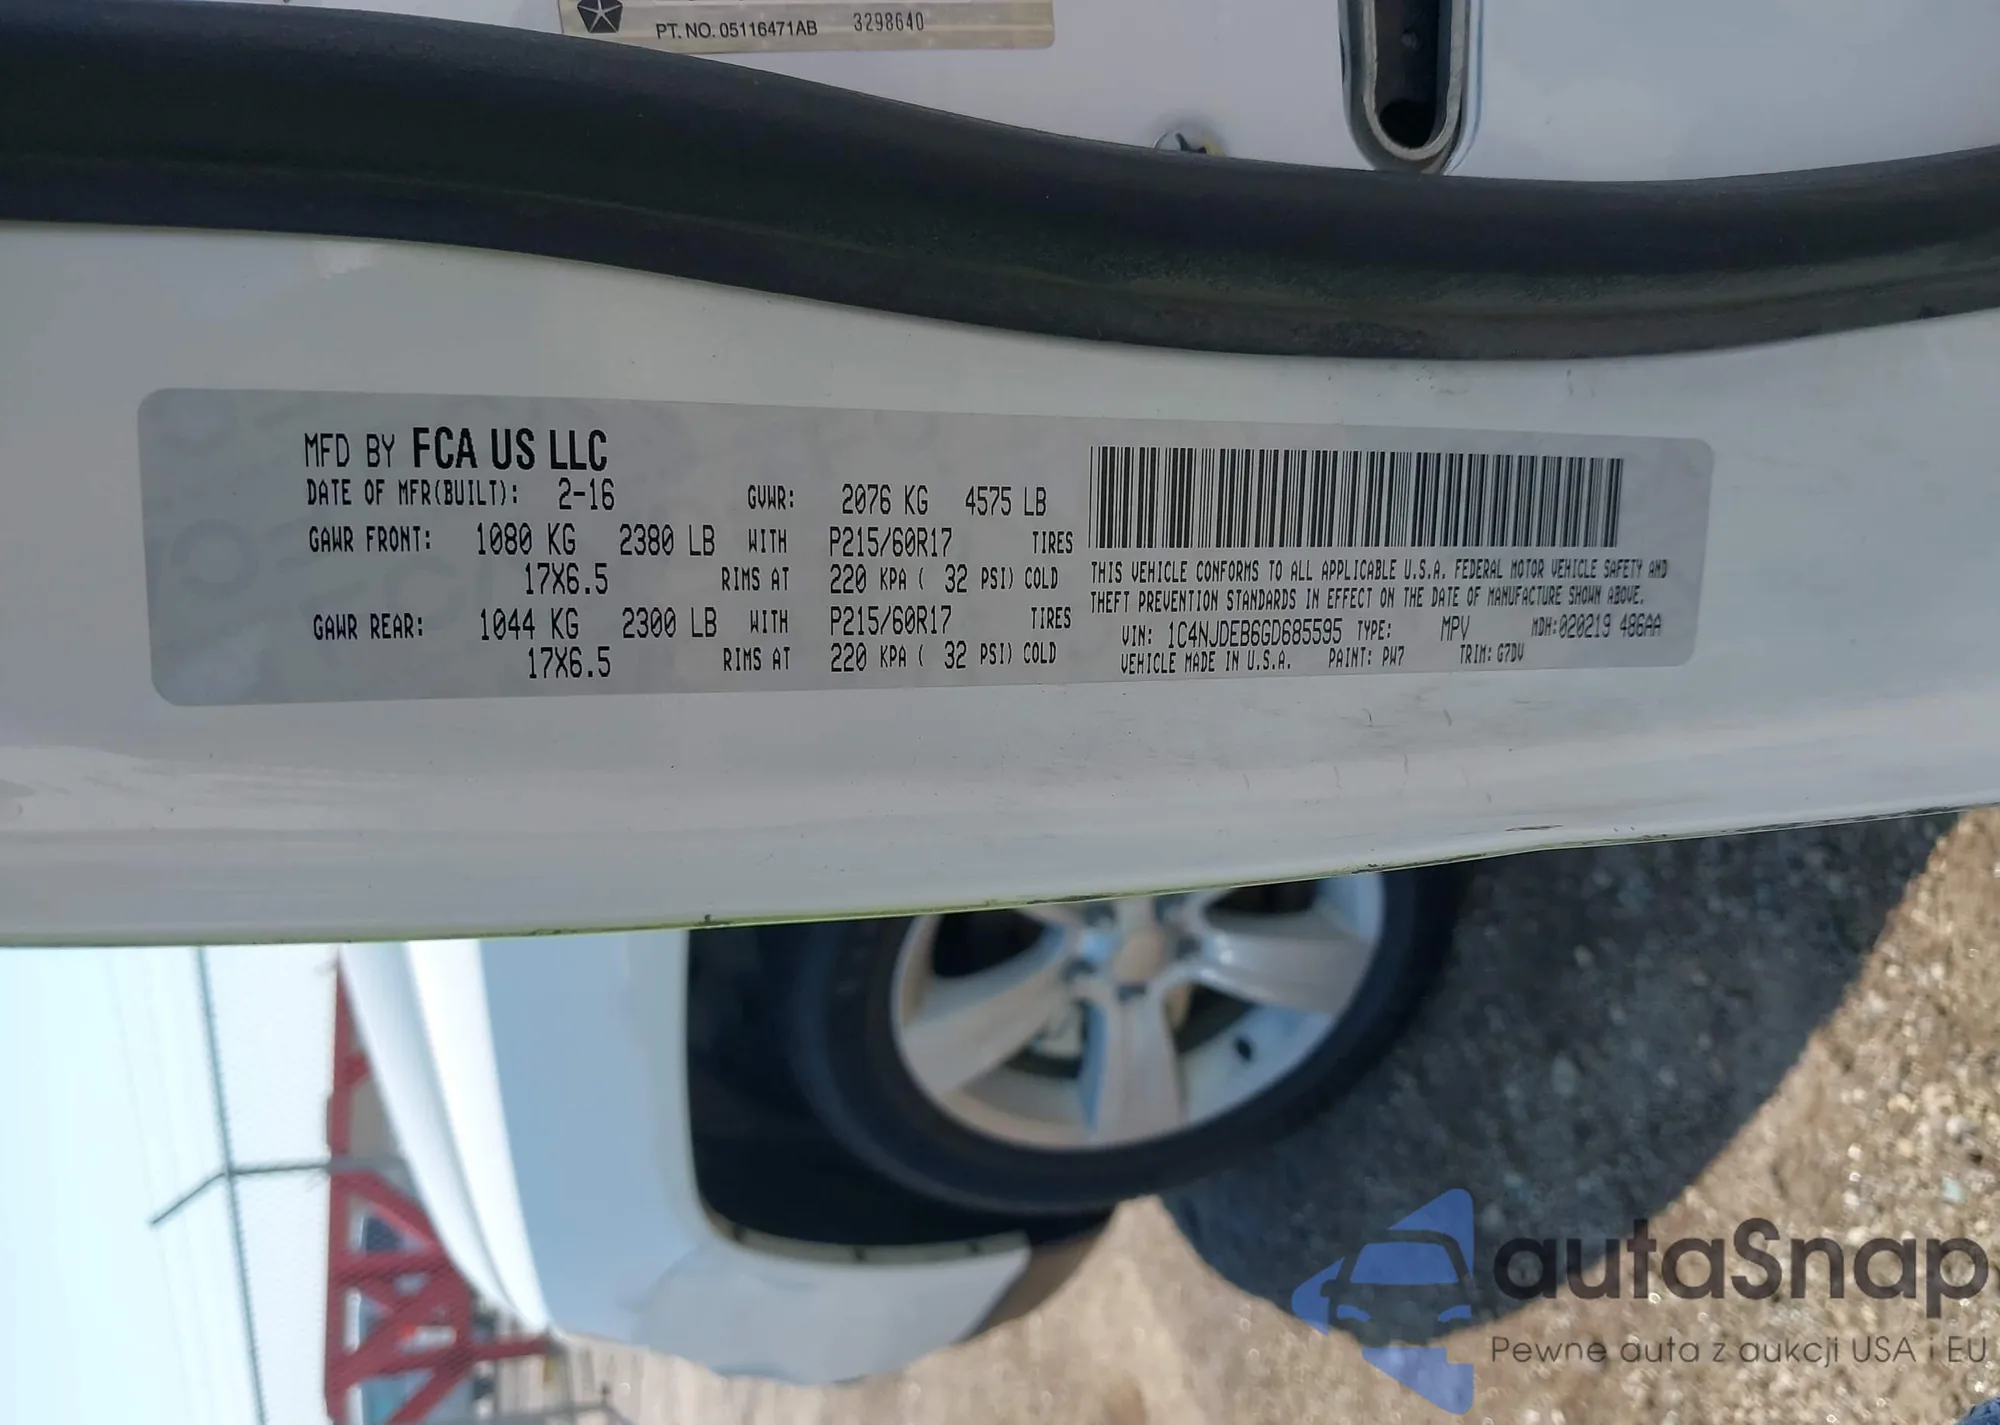 PT. NO. 05116471AB 3298640
MFD BY FCA US LLC
DATE OF MFR(BUILT): 2-16 GVWR: 2076 KG 4575 LB
GAWR FRONT: 1080 KG 2380 LB WITH P215/60R17 TIRES
17X6.5 RIMS AT 220 KPA ( 32 PSI) COLD
GAWR REAR: 1044 KG 2300 LB WITH P215/60R17 TIRES
17X6.5 RIMS AT 220 KPA ( 32 PSI) COLD
THIS VEHICLE CONFORMS TO ALL APPLICABLE U.S.A. FEDERAL MOTOR VEHICLE SAFETY AND
THEFT PREVENTION STANDARDS IN EFFECT ON THE DATE OF MANUFACTURE SHOWN ABOVE.
VIN: 1C4NJDEB6GD685595 TYPE: MPV MDH:020219 486AA
VEHICLE MADE IN U.S.A. PAINT: PW7 TRIM: G7DV
autaSnap
Pewne auta z aukcji USA i EU